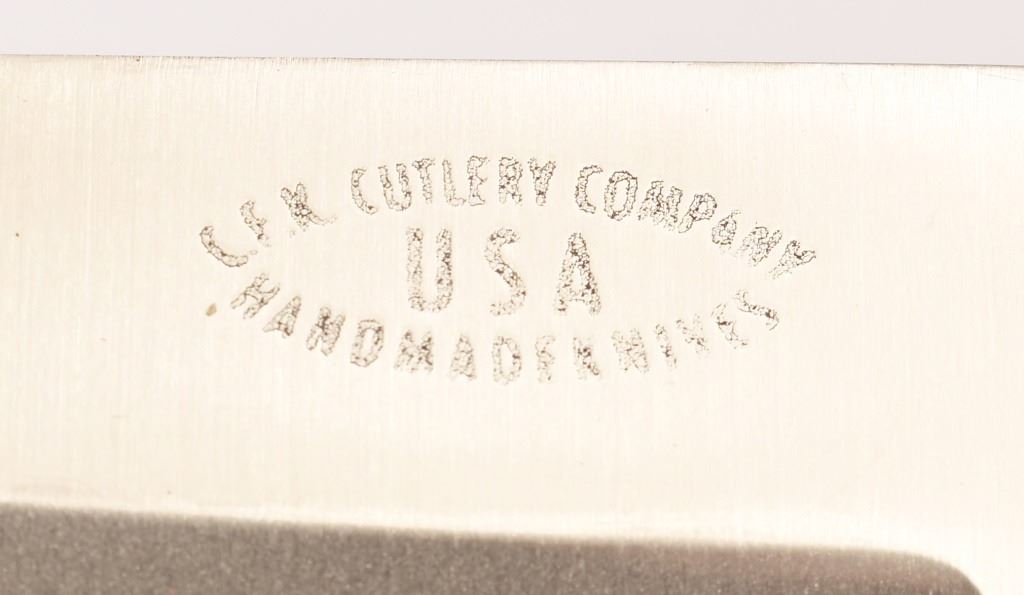 C.F.K CUTLERY COMPANY
USA
HANDMADE KNIVES